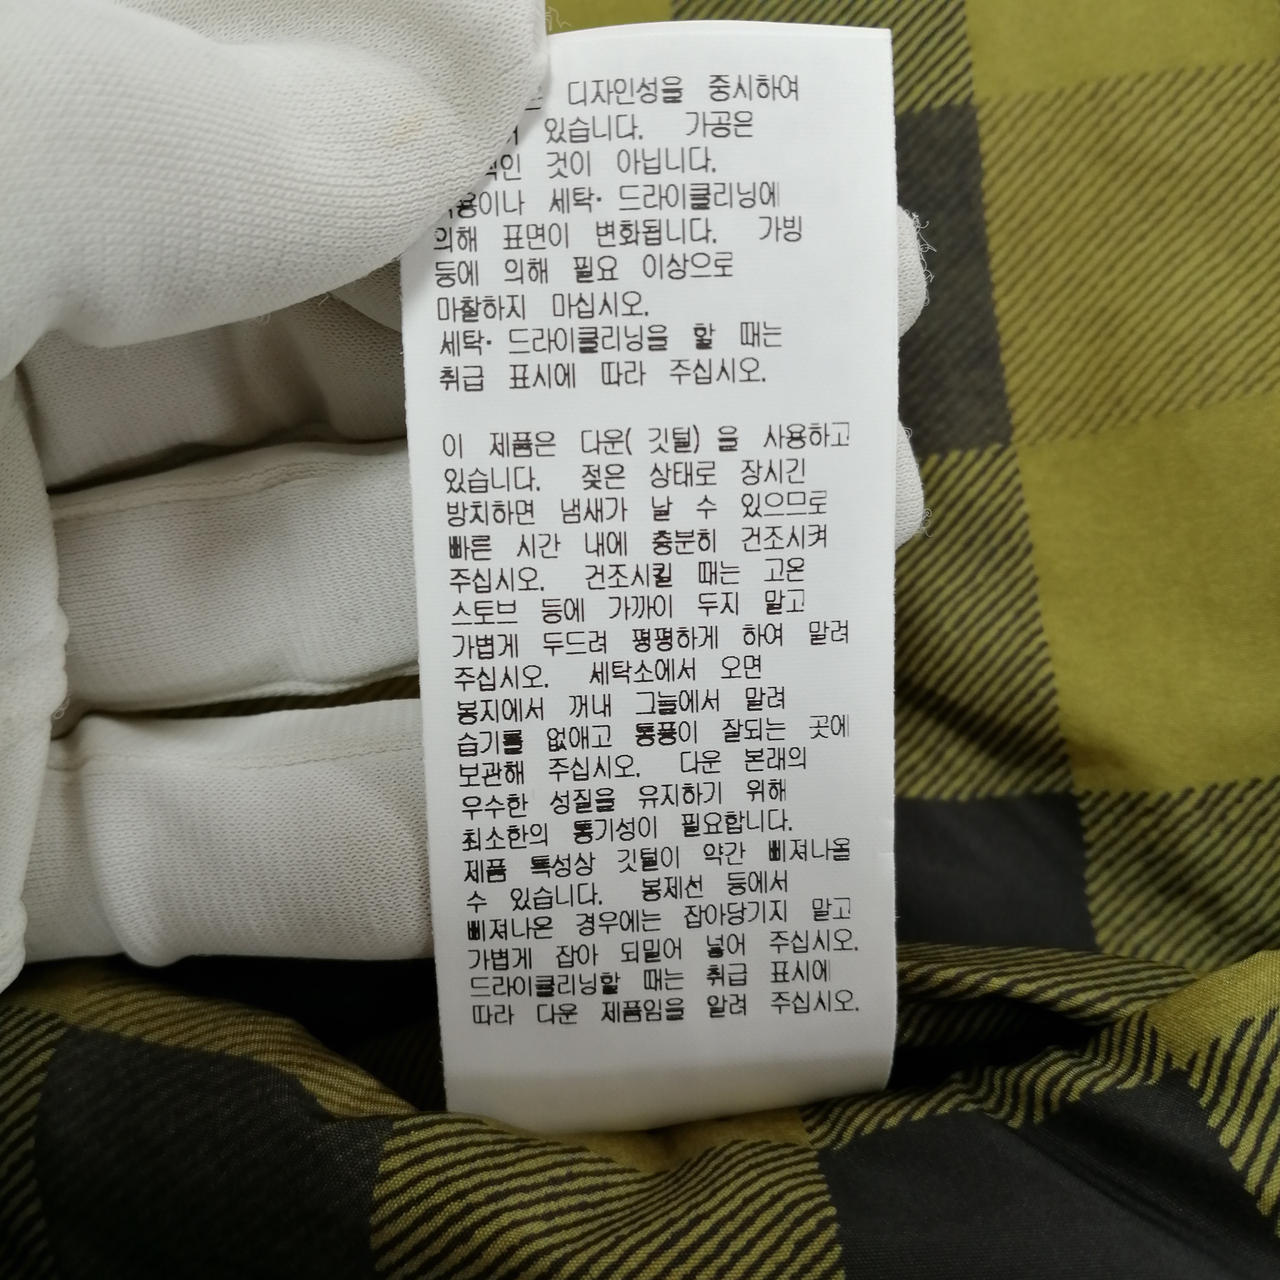 디자인성을 중시하여
있습니다. 가공은
것이 아닙니다.
세탁· 드라이클리닝에
의해 표면이 변화됩니다. 가방
등에 의해 필요 이상으로
마찰하지 마십시오.
세탁· 드라이클리닝을 할 때는
취급 표시에 따라 주십시오.
이 제품은 다운( 깃털) 을 사용하고
있습니다. 젖은 상태로 장시간
방치하면 냄새가 날 수 있으므로
빠른 시간 내에 충분히 건조시켜
주십시오. 건조시킬 때는 고온
스토브 등에 가까이 두지 말고
가볍게 두드려 평평하게 하여 말려
주십시오. 세탁소에서 오면
봉지에서 꺼내 그늘에서 말려
습기를 없애고 통풍이 잘되는 곳에
보관해 주십시오. 다운 본래의
우수한 성질을 유지하기 위해
최소한의 통기성이 필요합니다.
제품 특성상 깃털이 약간 삐져나올
수 있습니다. 봉제선 등에서
삐져나온 경우에는 잡아당기지 말고
가볍게 잡아 되밀어 넣어 주십시오.
드라이클리닝할 때는 취급 표시에
따라 다운 제품임을 알려 주십시오.